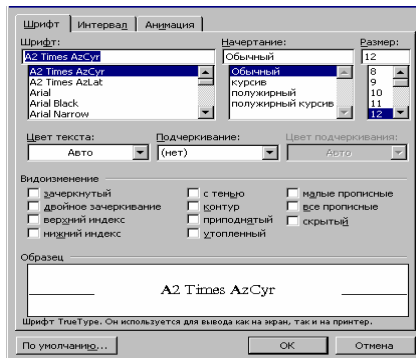 Шрифт Интервал Анимация
Шрифт: Начертание: Размер:
A2 Times AzCyr Обычный 12
A2 Times AzCyr Обычный 8
A2 Times AzLat курсив 9
Arial полужирный 10
Arial Black полужирный курсив 11
Arial Narrow 12
Цвет текста: Подчеркивание: Цвет подчеркивания:
Авто (нет) Авто
Видоизменение
зачеркнутый с тенью малые прописные
двойное зачеркивание контур все прописные
верхний индекс приподнятый скрытый
нижний индекс утопленный
Образец
A2 Times AzCyr
Шрифт TrueType. Он используется для вывода как на экран, так и на принтер.
По умолчанию... ОК Отмена